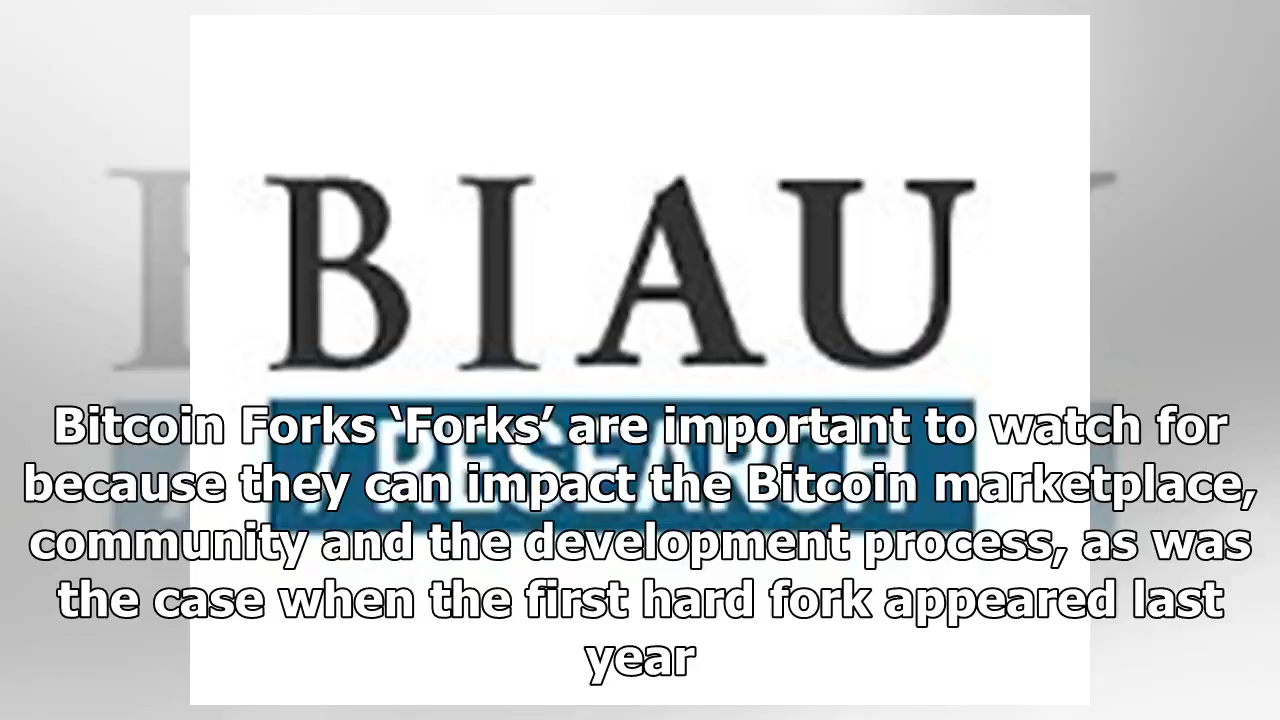 BIAU
/ RESEARCH
Bitcoin Forks ‘Forks’ are important to watch for
because they can impact the Bitcoin marketplace,
community and the development process, as was
the case when the first hard fork appeared last
year